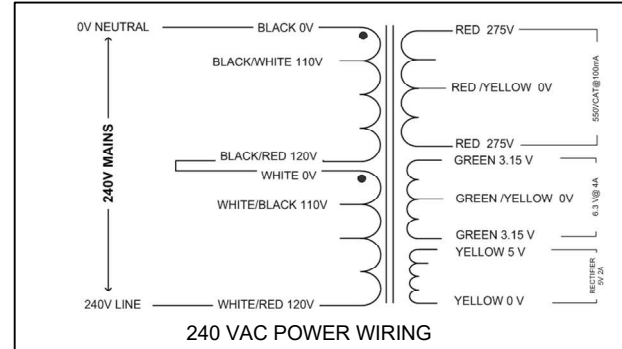 0V NEUTRAL
BLACK 0V
BLACK/WHITE 110V
BLACK/RED 120V
WHITE 0V
WHITE/BLACK 110V
240V LINE
WHITE/RED 120V
240V MAINS
RED 275V
RED /YELLOW 0V
RED 275V
550V/CAT@100mA
GREEN 3.15 V
GREEN /YELLOW 0V
GREEN 3.15 V
6.3 V@ 4A
YELLOW 5 V
YELLOW 0 V
RECTIFIER
5V 2A
240 VAC POWER WIRING